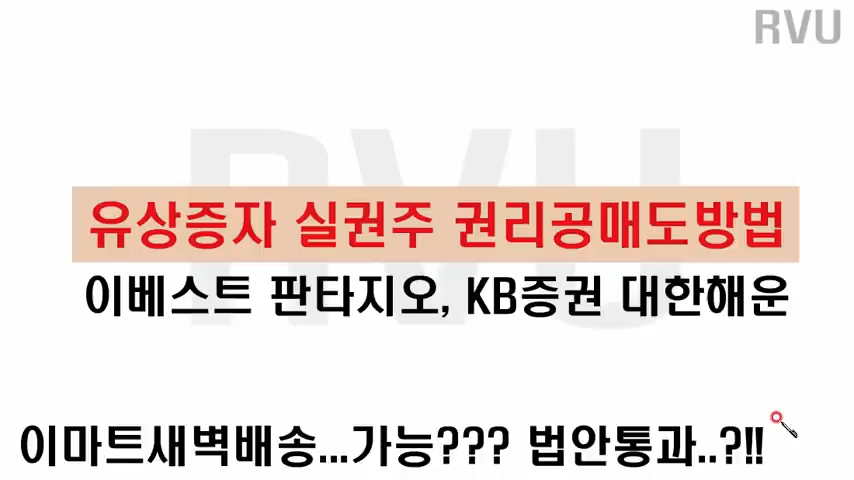 RVU
RVU
유상증자 실권주 권리공매도방법
이베스트 판타지오, KB증권 대한해운
이마트새벽배송...가능??? 법안통과..?!!